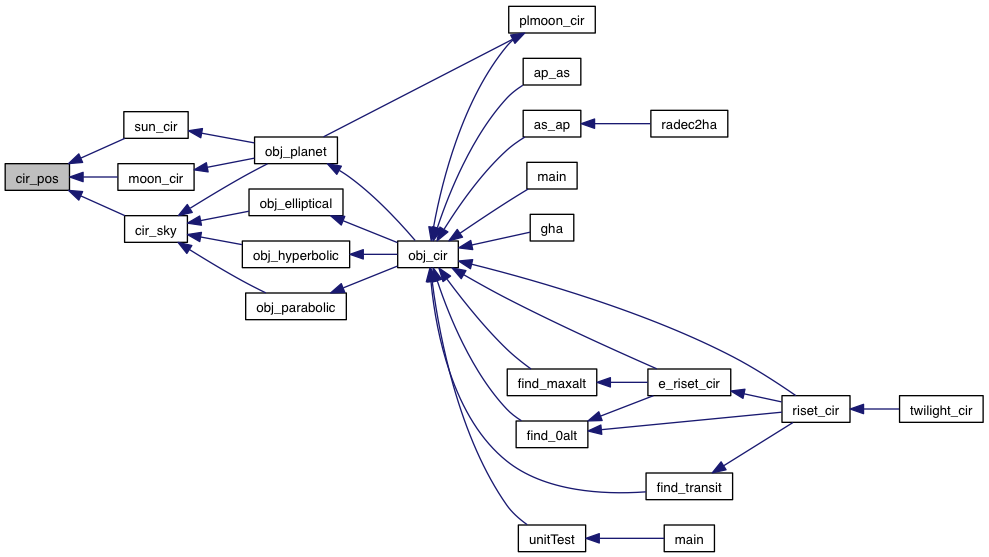 plmoon_cir
ap_as
sun_cir
as_ap
radec2ha
obj_planet
cir_pos
moon_cir
main
obj_elliptical
cir_sky
gha
obj_hyperbolic
obj_cir
obj_parabolic
find_maxalt
e_riset_cir
riset_cir
twilight_cir
find_0alt
find_transit
unitTest
main